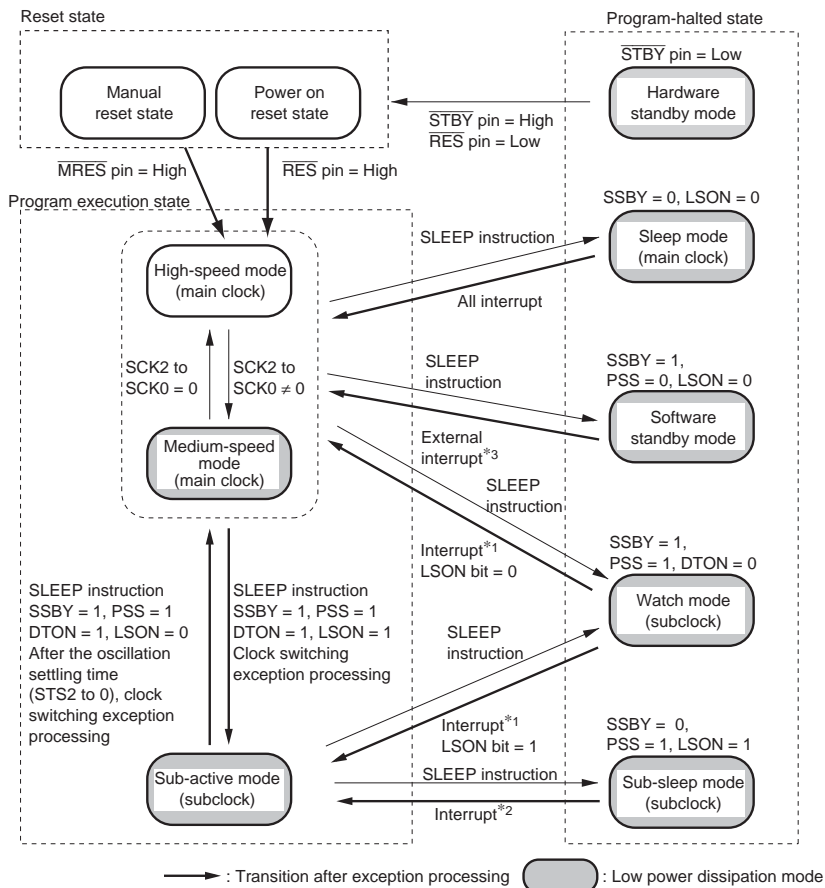 Reset state
Program-halted state
STBY pin = Low
Manual
reset state
Power on
reset state
Hardware
standby mode
STBY pin = High
RES pin = Low
MRES pin = High
RES pin = High
Program execution state
SSBY = 0, LSON = 0
SLEEP instruction
Sleep mode
(main clock)
High-speed mode
(main clock)
All interrupt
SCK2 to
SCK0 = 0
SCK2 to
SCK0 ≠ 0
SLEEP
instruction
SSBY = 1,
PSS = 0, LSON = 0
Software
standby mode
Medium-speed
mode
(main clock)
External
interrupt*3
SLEEP
instruction
Interrupt*1
LSON bit = 0
SSBY = 1,
PSS = 1, DTON = 0
Watch mode
(subclock)
SLEEP instruction
SSBY = 1, PSS = 1
DTON = 1, LSON = 0
After the oscillation
settling time
(STS2 to 0), clock
switching exception
processing
SLEEP instruction
SSBY = 1, PSS = 1
DTON = 1, LSON = 1
Clock switching
exception processing
SLEEP
instruction
Interrupt*1
LSON bit = 1
SSBY = 0,
PSS = 1, LSON = 1
Sub-active mode
(subclock)
SLEEP instruction
Sub-sleep mode
(subclock)
Interrupt*2
: Transition after exception processing
: Low power dissipation mode